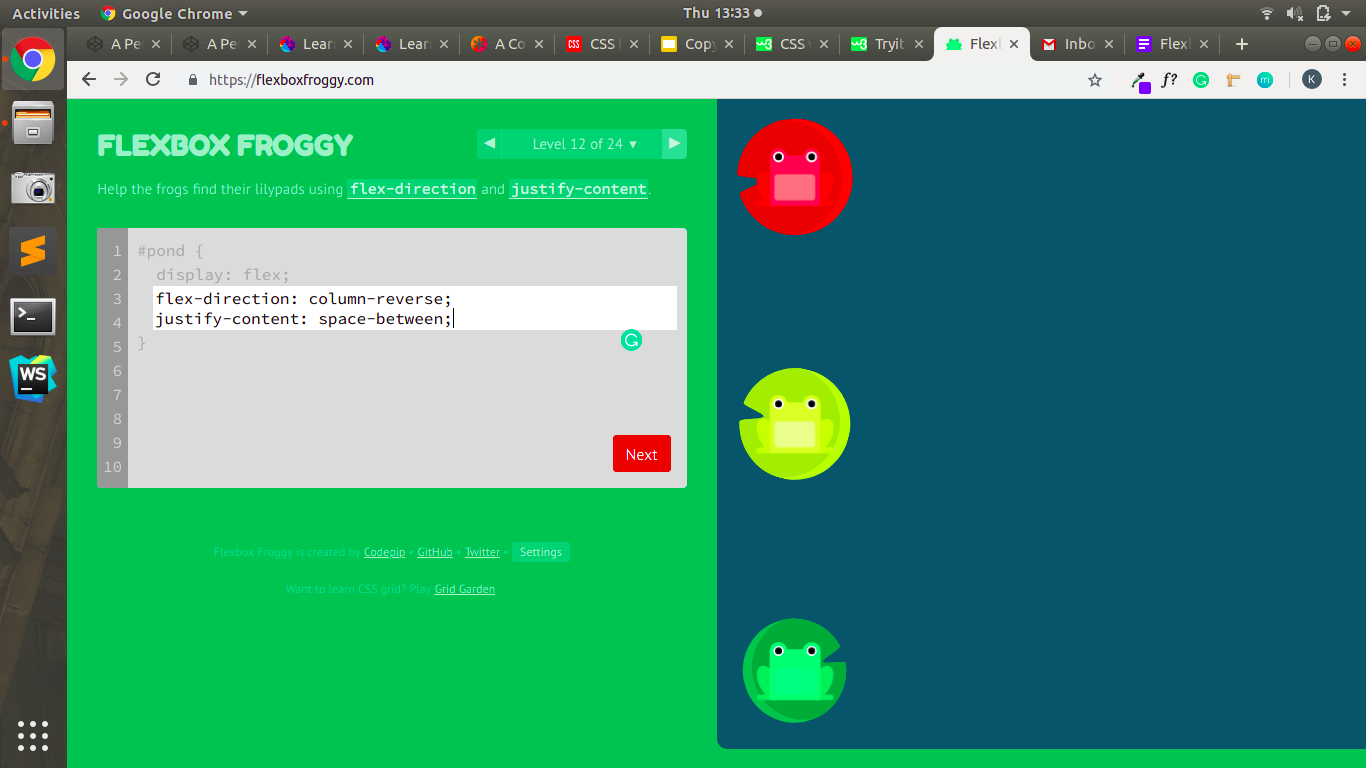 Activities Google Chrome Thu 13:33
A Pe A Pe Lear Lear A Co CSS Copy CSS Tryit Flex Inbo Flex
https://flexboxfroggy.com f? K
FLEXBOX FROGGY
◀ Level 12 of 24 ▾ ▶
Help the frogs find their lilypads using flex-direction and justify-content.
1 #pond {
2 display: flex;
3 flex-direction: column-reverse;
4 justify-content: space-between;
5 }
6
7
8
9
10
Next
Flexbox Froggy is created by Codepip • GitHub • Twitter • Settings
Want to learn CSS grid? Play Grid Garden.
WS